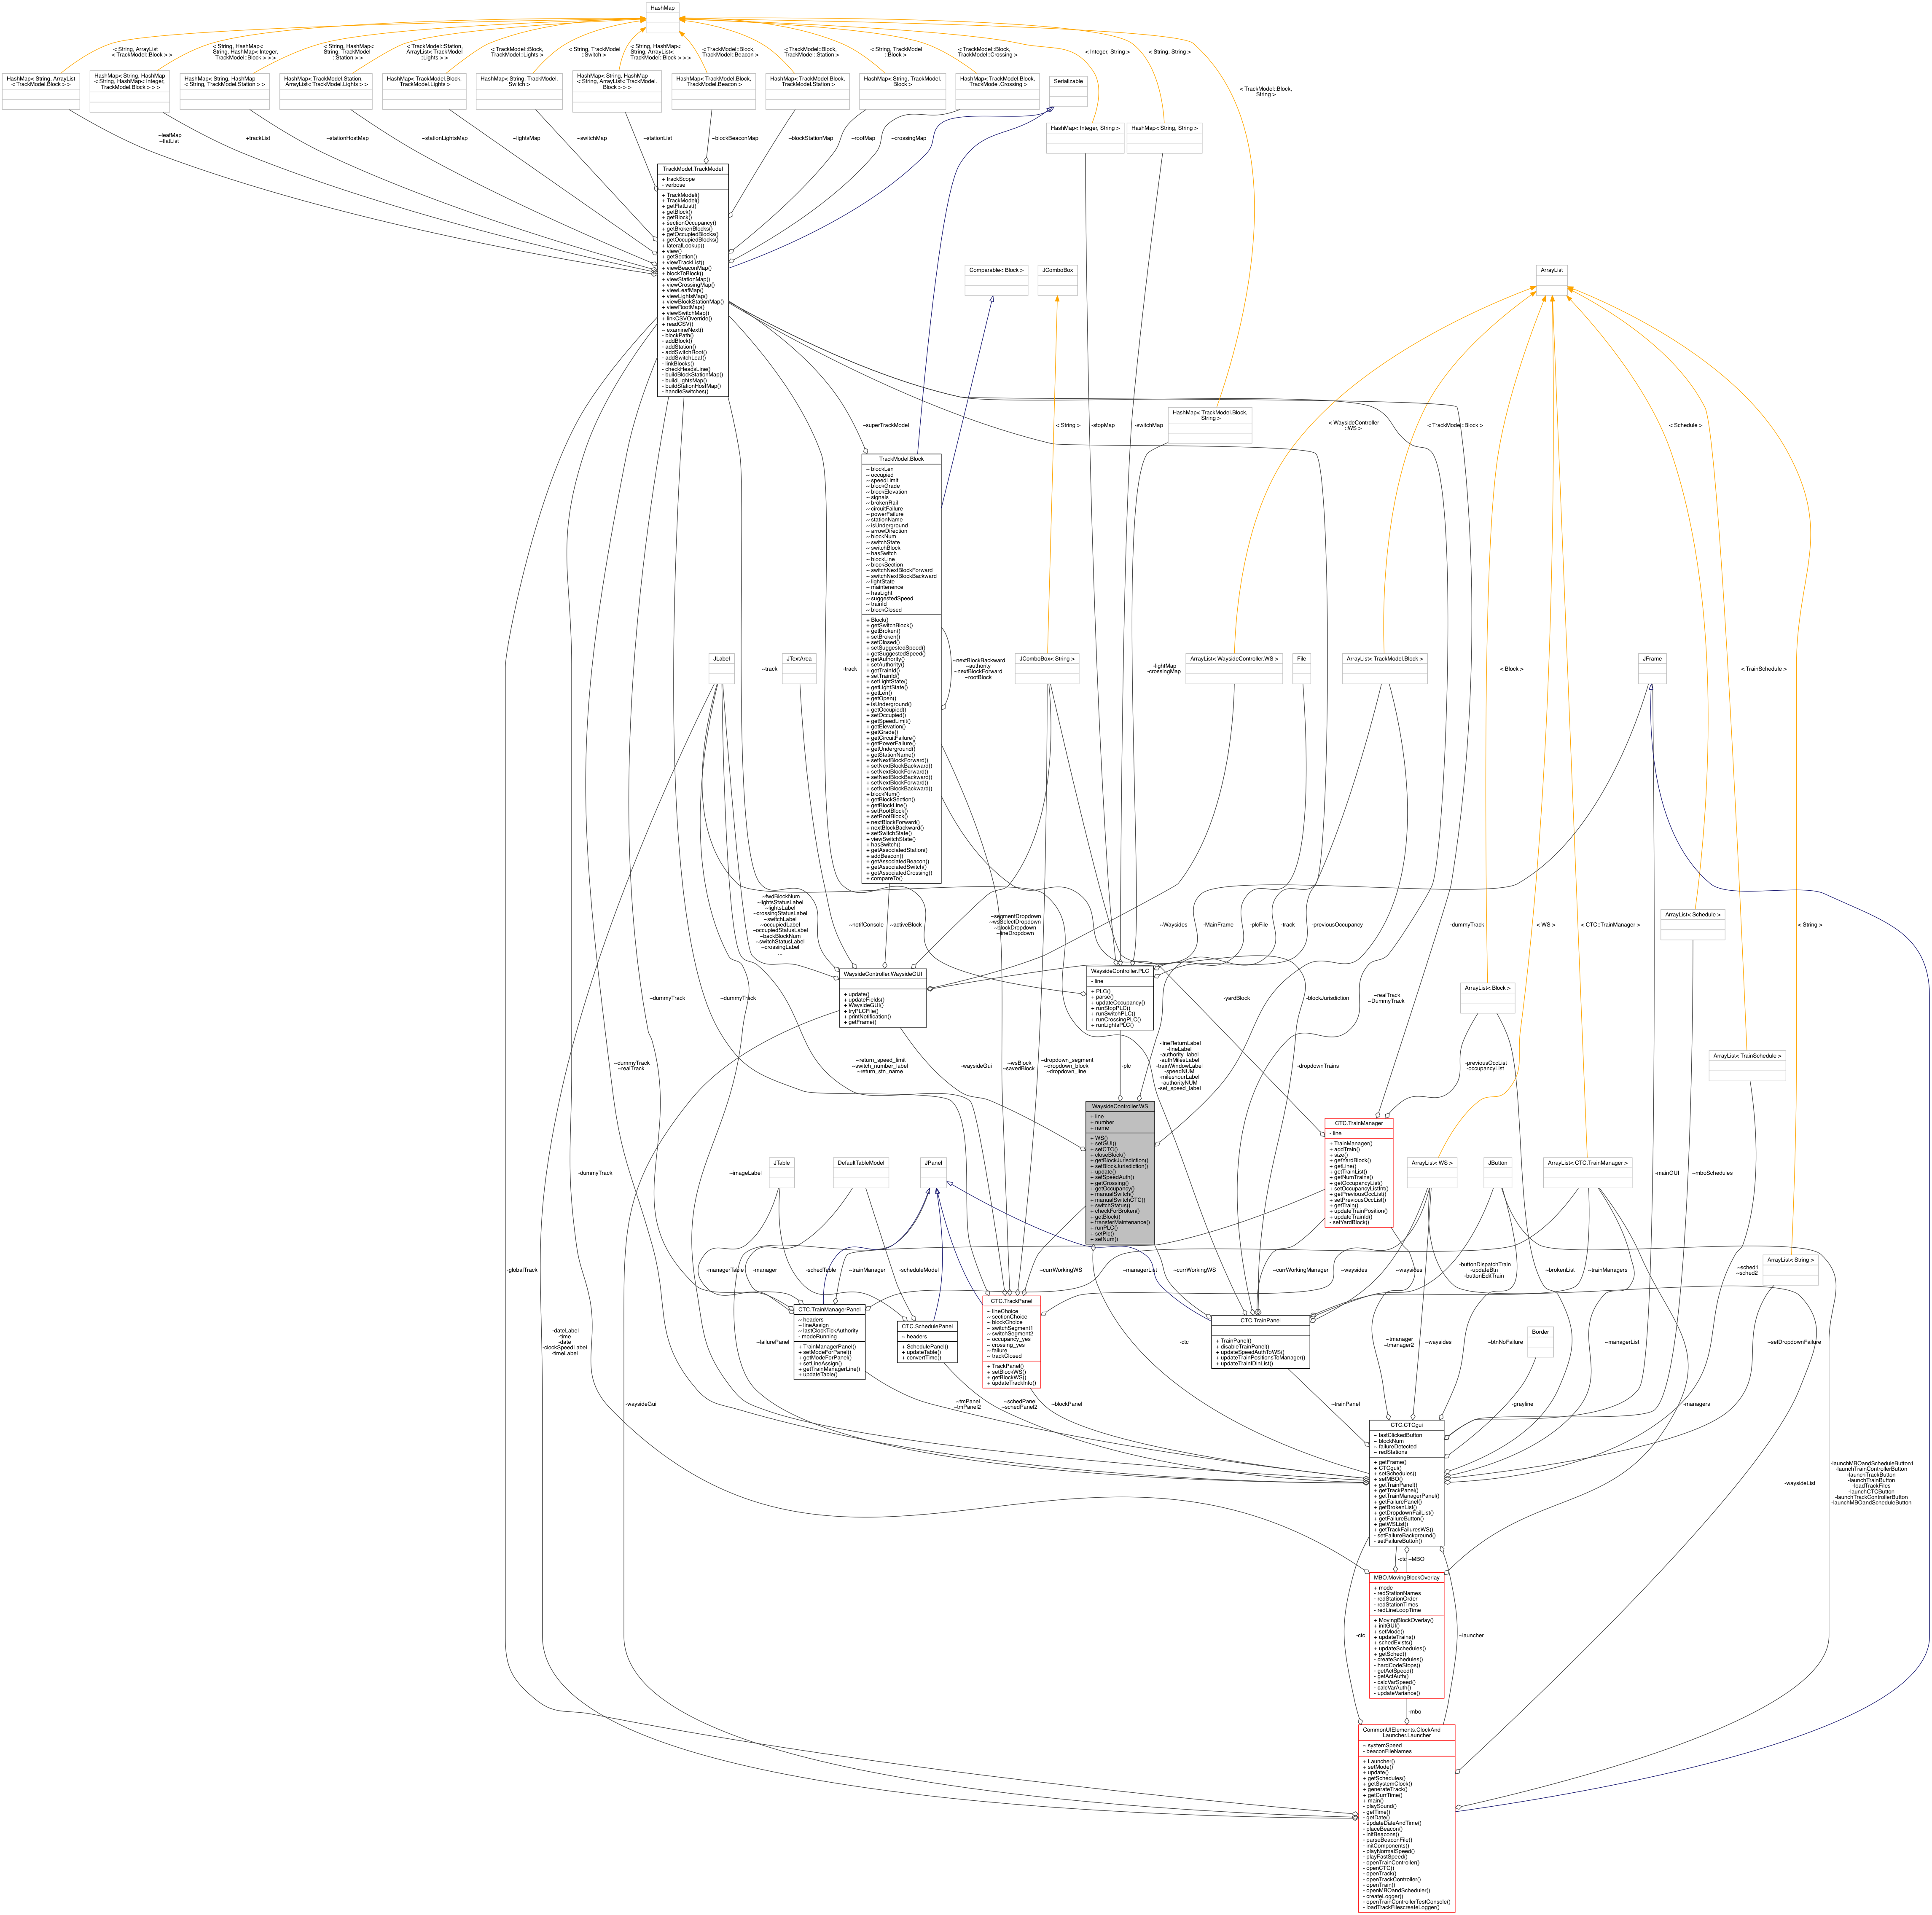 HashMap
< String, ArrayList
< TrackModel::Block > >
< String, HashMap<
String, HashMap< Integer,
TrackModel::Block > > >
< String, HashMap<
String, TrackModel
::Station > >
< TrackModel::Station,
ArrayList< TrackModel
::Lights > >
< TrackModel::Block,
TrackModel::Lights >
< String, TrackModel
::Switch >
< String, HashMap<
String, ArrayList<
TrackModel::Block > > >
< TrackModel::Block,
TrackModel::Beacon >
< TrackModel::Block,
TrackModel::Station >
< String, TrackModel
::Block >
< TrackModel::Block,
TrackModel::Crossing >
< Integer, String >
< String, String >
< TrackModel::Block,
String >
HashMap< String, ArrayList
< TrackModel.Block > >
HashMap< String, HashMap
< String, HashMap< Integer,
TrackModel.Block > > >
HashMap< String, HashMap
< String, TrackModel.Station > >
HashMap< TrackModel.Station,
ArrayList< TrackModel.Lights > >
HashMap< TrackModel.Block,
TrackModel.Lights >
HashMap< String, TrackModel.
Switch >
HashMap< String, HashMap
< String, ArrayList< TrackModel.
Block > > >
HashMap< TrackModel.Block,
TrackModel.Beacon >
HashMap< TrackModel.Block,
TrackModel.Station >
HashMap< String, TrackModel.
Block >
HashMap< TrackModel.Block,
TrackModel.Crossing >
Serializable
HashMap< Integer, String >
HashMap< String, String >
~leafMap
~flatList
+trackList
~stationHostMap
~stationLightsMap
~lightsMap
~switchMap
~stationList
~blockBeaconMap
~blockStationMap
~rootMap
~crossingMap
TrackModel.TrackModel
+ trackScope
- verbose
+ TrackModel()
+ TrackModel()
+ getFlatList()
+ getBlock()
+ getBlock()
+ sectionOccupancy()
+ getBrokenBlocks()
+ getOccupiedBlocks()
+ getOccupiedBlocks()
+ lateralLookup()
+ view()
+ getSection()
+ viewTrackList()
+ viewBeaconMap()
+ blockToBlock()
+ viewStationMap()
+ viewCrossingMap()
+ viewLeafMap()
+ viewLightsMap()
+ viewBlockStationMap()
+ viewRootMap()
+ viewSwitchMap()
+ linkCSVOverride()
+ readCSV()
~ examineNext()
- blockPath()
- addBlock()
- addStation()
- addSwitchRoot()
- addSwitchLeaf()
- linkBlocks()
- checkHeadsLine()
- buildBlockStationMap()
- buildLightsMap()
- buildStationHostMap()
- handleSwitches()
Comparable< Block >
JComboBox
ArrayList
HashMap< TrackModel.Block,
String >
~superTrackModel
< String >
-stopMap
-switchMap
< WaysideController
::WS >
< TrackModel::Block >
< Schedule >
TrackModel.Block
~ blockLen
~ occupied
~ speedLimit
~ blockGrade
~ blockElevation
~ signals
~ brokenRail
~ circuitFailure
~ powerFailure
~ stationName
~ isUnderground
~ arrowDirection
~ blockNum
~ switchState
~ switchBlock
~ hasSwitch
~ blockLine
~ blockSection
~ switchNextBlockForward
~ switchNextBlockBackward
~ lightState
~ maintenence
~ hasLight
~ suggestedSpeed
~ trainId
~ blockClosed
+ Block()
+ getSwitchBlock()
+ getBroken()
+ setBroken()
+ setClosed()
+ setSuggestedSpeed()
+ getSuggestedSpeed()
+ getAuthority()
+ setAuthority()
+ getTrainId()
+ setTrainId()
+ setLightState()
+ getLightState()
+ getLen()
+ getOpen()
+ isUnderground()
+ getOccupied()
+ setOccupied()
+ getSpeedLimit()
+ getElevation()
+ getGrade()
+ getCircuitFailure()
+ getPowerFailure()
+ getUnderground()
+ getStationName()
+ setNextBlockForward()
+ setNextBlockBackward()
+ setNextBlockForward()
+ setNextBlockBackward()
+ setNextBlockForward()
+ setNextBlockBackward()
+ blockNum()
+ getBlockSection()
+ getBlockLine()
+ setRootBlock()
+ setRootBlock()
+ nextBlockForward()
+ nextBlockBackward()
+ setSwitchState()
+ viewSwitchState()
+ hasSwitch()
+ getAssociatedStation()
+ addBeacon()
+ getAssociatedBeacon()
+ getAssociatedSwitch()
+ getAssociatedCrossing()
+ compareTo()
JLabel
~track
JTextArea
-track
~nextBlockBackward
~authority
~nextBlockForward
~rootBlock
JComboBox< String >
-lightMap
-crossingMap
ArrayList< WaysideController.WS >
File
ArrayList< TrackModel.Block >
< Block >
JFrame
< TrainSchedule >
~fwdBlockNum
~lightsStatusLabel
~lightsLabel
~crossingStatusLabel
~switchLabel
~occupiedLabel
~occupiedStatusLabel
~backBlockNum
~switchStatusLabel
~crossingLabel
...
~notifConsole
~activeBlock
~segmentDropdown
~wsSelectDropdown
~blockDropdown
~lineDropdown
~Waysides
-MainFrame
-plcFile
-track
-previousOccupancy
-dummyTrack
< WS >
< CTC::TrainManager >
ArrayList< Schedule >
< String >
~dummyTrack
~dummyTrack
WaysideController.WaysideGUI
+ update()
+ updateFields()
+ WaysideGUI()
+ tryPLCFile()
+ printNotification()
+ getFrame()
WaysideController.PLC
- line
+ PLC()
+ parse()
+ updateOccupancy()
+ runStopPLC()
+ runSwitchPLC()
+ runCrossingPLC()
+ runLightsPLC()
-yardBlock
-blockJurisdiction
~realTrack
~DummyTrack
ArrayList< Block >
~dummyTrack
~realTrack
~return_speed_limit
~switch_number_label
~return_stn_name
-waysideGui
~wsBlock
~savedBlock
~dropdown_segment
~dropdown_block
~dropdown_line
-plc
-lineReturnLabel
-lineLabel
-authority_label
-authMilesLabel
-trainWindowLabel
-speedNUM
-mileshourLabel
-authorityNUM
-set_speed_label
-dropdownTrains
-previousOccList
-occupancyList
ArrayList< TrainSchedule >
WaysideController.WS
+ line
+ number
+ name
+ WS()
+ setGUI()
+ setCTC()
+ closeBlock()
+ getBlockJurisdiction()
+ setBlockJurisdiction()
+ update()
+ setSpeedAuth()
+ getCrossing()
+ getOccupancy()
+ manualSwitch()
+ manualSwitchCTC()
+ switchStatus()
+ checkForBroken()
+ getBlock()
+ transferMaintenance()
+ runPLC()
+ setPlc()
+ setNum()
CTC.TrainManager
- line
+ TrainManager()
+ addTrain()
+ size()
+ getYardBlock()
+ getLine()
+ getTrainList()
+ getNumTrains()
+ getOccupancyList()
+ setOccupancyListInt()
+ getPreviousOccList()
+ setPreviousOccList()
+ getTrain()
+ updateTrainPosition()
+ updateTrainId()
- setYardBlock()
-dummyTrack
~imageLabel
JTable
DefaultTableModel
JPanel
ArrayList< WS >
JButton
ArrayList< CTC.TrainManager >
-mainGUI
~mboSchedules
-globalTrack
-managerTable
-manager
-schedTable
~trainManager
~scheduleModel
~currWorkingWS
~managerList
~currWorkingWS
~currWorkingManager
~waysides
~waysides
-buttonDispatchTrain
-updateBtn
-buttonEditTrain
~brokenList
~trainManagers
~sched1
~sched2
ArrayList< String >
~dateLabel
-time
-date
-clockSpeedLabel
-timeLabel
~failurePanel
CTC.TrainManagerPanel
~ headers
~ lineAssign
~ lastClockTickAuthority
- modeRunning
+ TrainManagerPanel()
+ setModeForPanel()
+ getModeForPanel()
+ setLineAssign()
+ getTrainManagerLine()
+ updateTable()
CTC.SchedulePanel
~ headers
+ SchedulePanel()
+ updateTable()
+ convertTime()
CTC.TrackPanel
~ lineChoice
~ sectionChoice
~ blockChoice
~ switchSegment1
~ switchSegment2
~ occupancy_yes
~ crossing_yes
~ failure
~ trackClosed
+ TrackPanel()
+ setBlockWS()
+ getBlockWS()
+ updateTrackInfo()
-ctc
CTC.TrainPanel
+ TrainPanel()
+ disableTrainPanel()
+ updateSpeedAuthToWS()
+ updateTrainPositionsToManager()
+ updateTrainIDinList()
~tmanager
~tmanager2
~waysides
~btnNoFailure
Border
~managerList
~setDropdownFailure
-waysideGui
~tmPanel
~tmPanel2
~schedPanel
~schedPanel2
~blockPanel
~trainPanel
-grayline
-managers
CTC.CTCgui
~ lastClickedButton
~ blockNum
~ failureDetected
~ redStations
+ getFrame()
+ CTCgui()
+ setSchedules()
+ setMBO()
+ getTrainPanel()
+ getTrackPanel()
+ getTrainManagerPanel()
+ getFailurePanel()
+ getBrokenList()
+ getDropdownFailList()
+ getFailureButton()
+ getWSList()
+ getTrackFailuresWS()
- setFailureBackground()
- setFailureButton()
-waysideList
-launchMBOandScheduleButton1
-launchTrainControllerButton
-launchTrackButton
-launchTrainButton
-loadTrackFiles
-launchCTCButton
-launchTrackControllerButton
-launchMBOandScheduleButton
-ctc
~MBO
MBO.MovingBlockOverlay
+ mode
- redStationNames
- redStationOrder
- redStationTimes
- redLineLoopTime
+ MovingBlockOverlay()
+ initGUI()
+ setMode()
+ updateTrains()
+ schedExists()
+ updateSchedules()
+ getSched()
- createSchedules()
- hardCodeStops()
- getActSpeed()
- getActAuth()
- calcVarSpeed()
- calcVarAuth()
- updateVariance()
-ctc
~launcher
-mbo
CommonUIElements.ClockAnd
Launcher.Launcher
~ systemSpeed
- beaconFileNames
+ Launcher()
+ setMode()
+ update()
+ getSchedules()
+ getSystemClock()
+ generateTrack()
+ getCurrTime()
+ main()
- playSound()
- getTime()
- getDate()
- updateDateAndTime()
- placeBeacon()
- initBeacons()
- parseBeaconFile()
- initComponents()
- playNormalSpeed()
- playFastSpeed()
- openTrainController()
- openCTC()
- openTrack()
- openTrackController()
- openTrain()
- openMBOandScheduler()
- createLogger()
- openTrainControllerTestConsole()
- loadTrackFilescreateLogger()